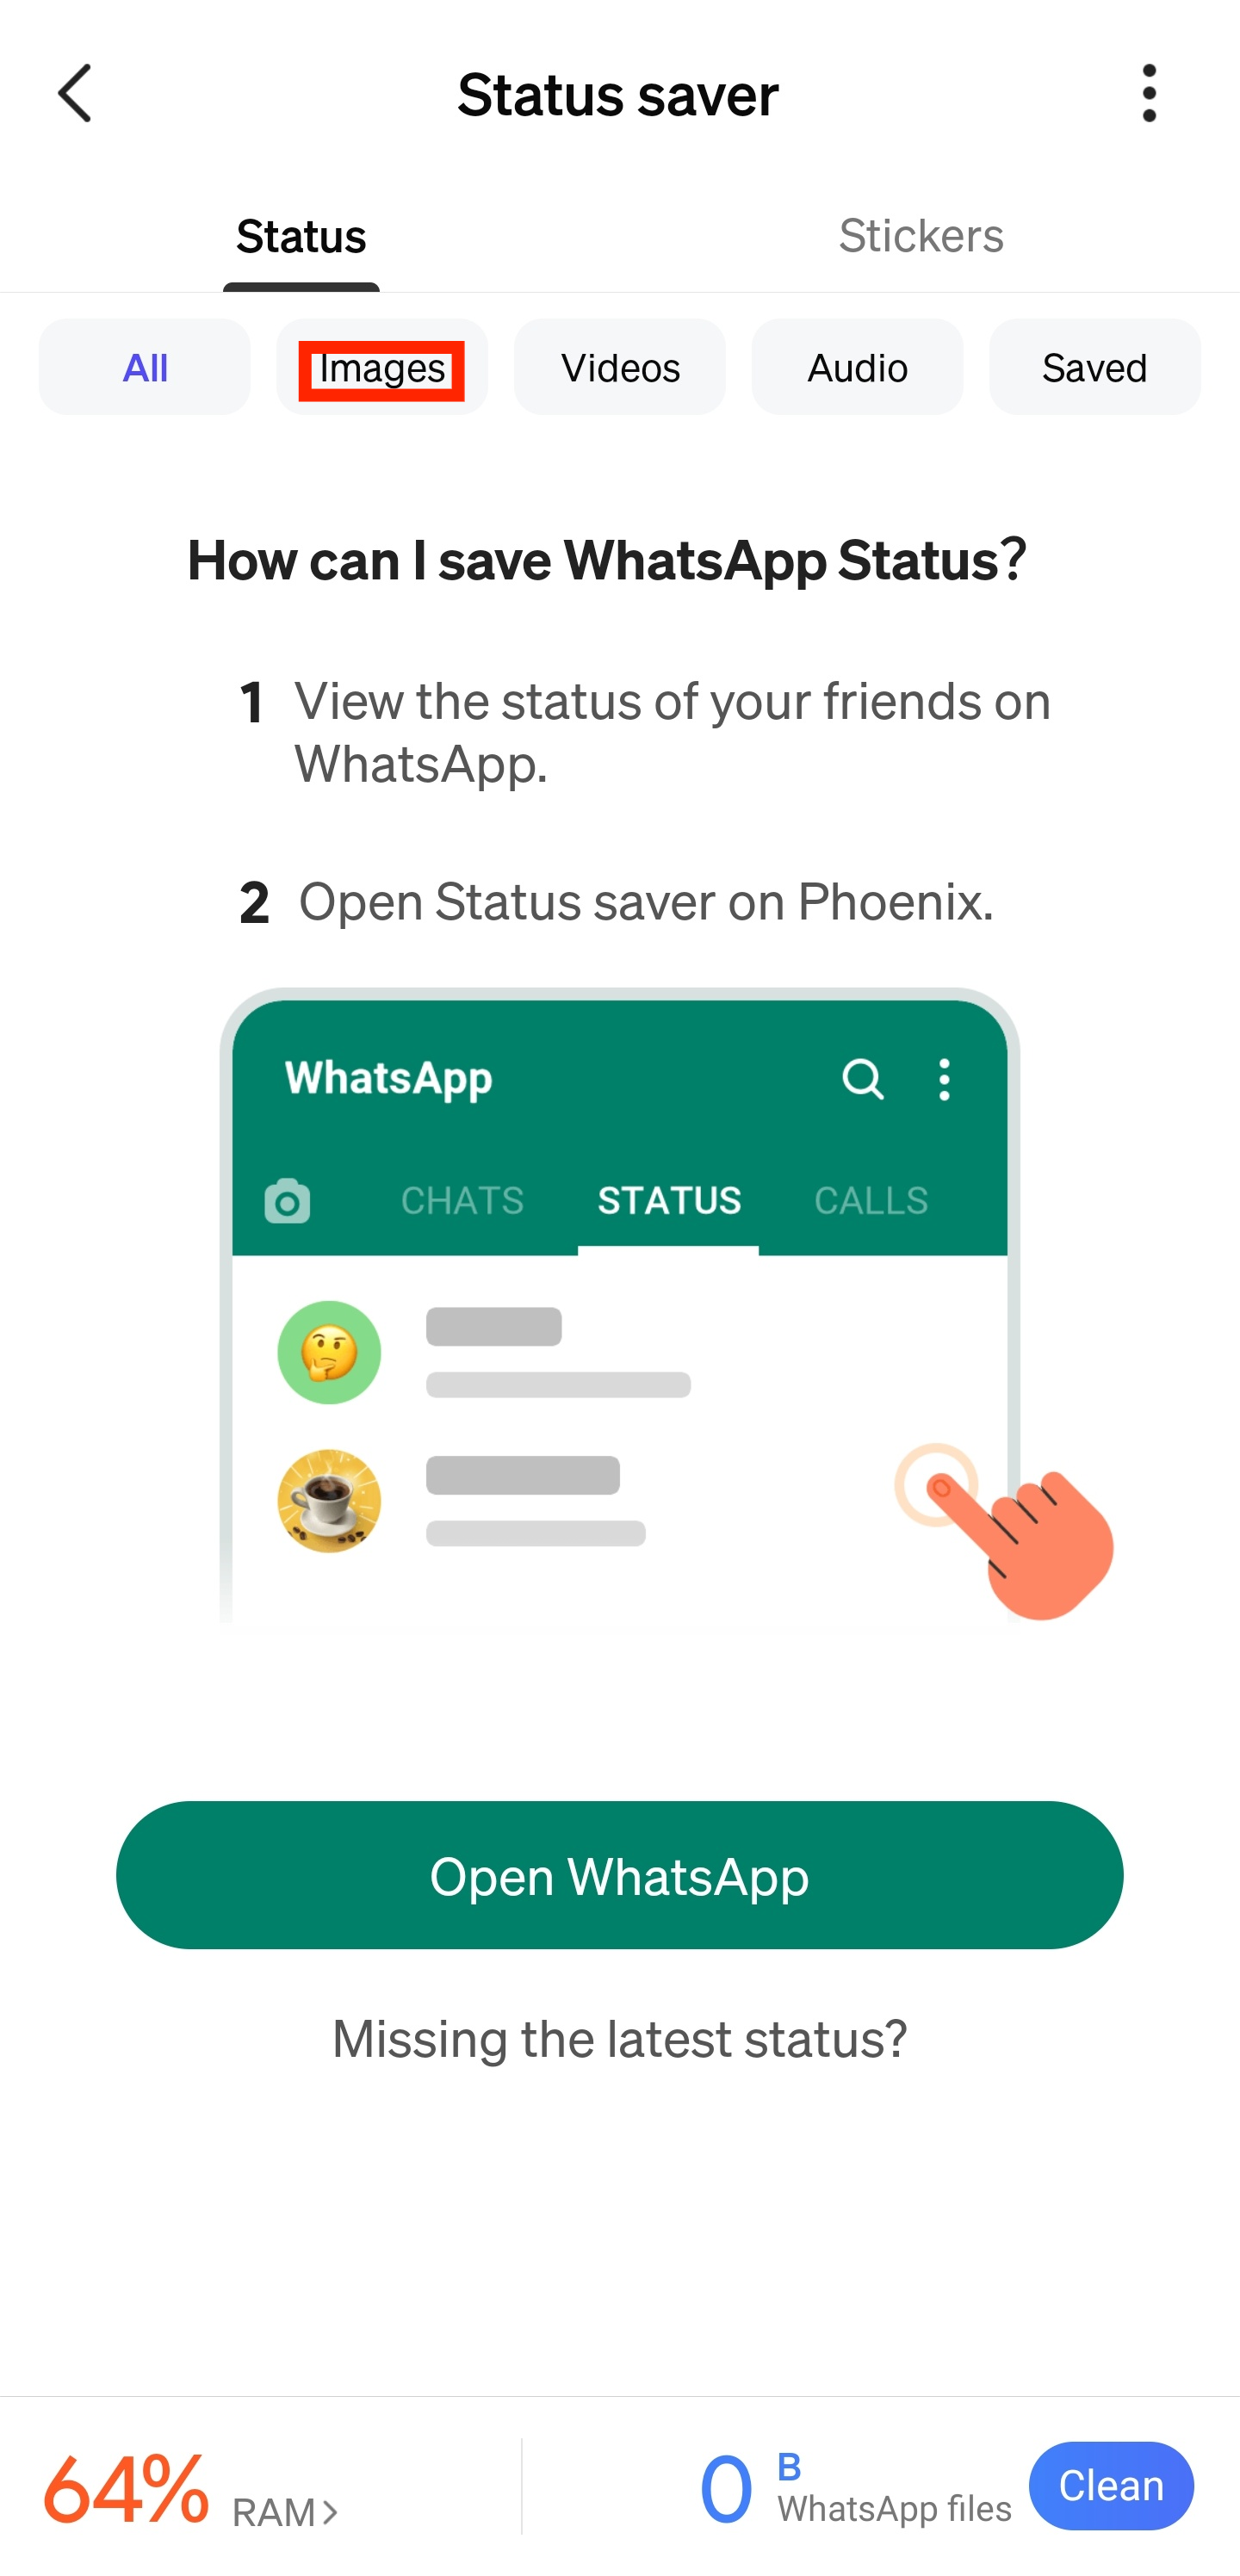 Status saver
Status Stickers
All Images Videos Audio Saved
How can I save WhatsApp Status?
1 View the status of your friends on
WhatsApp.
2 Open Status saver on Phoenix.
WhatsApp
CHATS STATUS CALLS
Open WhatsApp
Missing the latest status?
64% RAM> 0 B WhatsApp files Clean